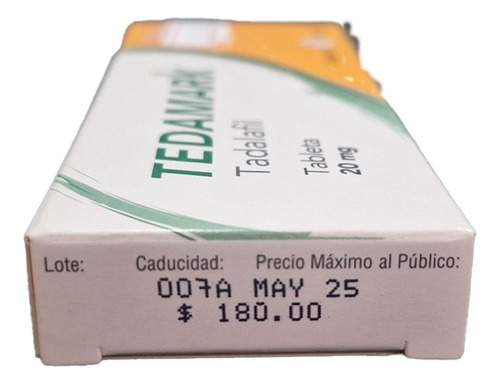 TEDAMARK
Tadalafil
Tableta
20 mg
Lote: Caducidad: Precio Máximo al Público:
007A MAY 25
$ 180.00